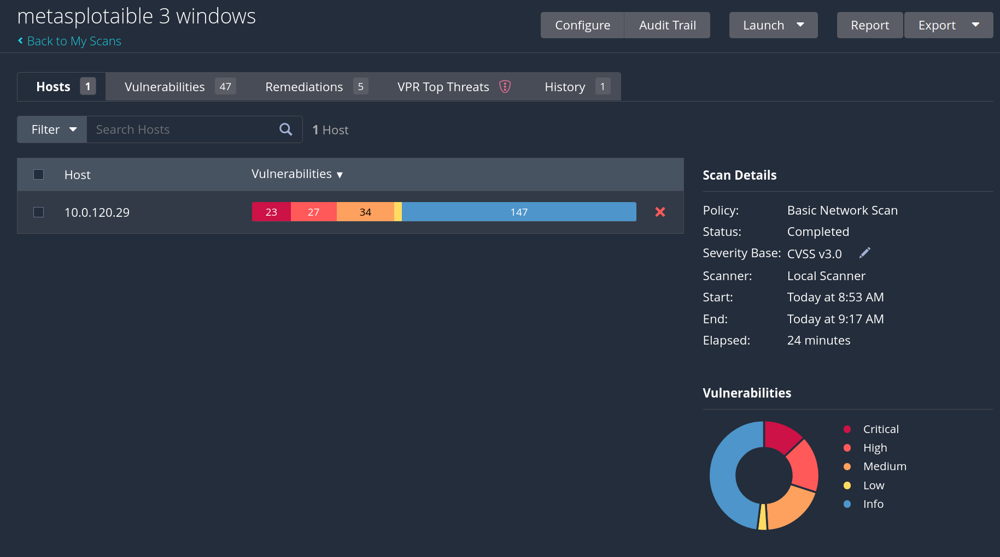 metasplotaible 3 windows
Back to My Scans
Configure Audit Trail Launch Report Export
Hosts 1 Vulnerabilities 47 Remediations 5 VPR Top Threats History 1
Filter Search Hosts 1 Host
Host Vulnerabilities
10.0.120.29 23 27 34 147
Scan Details
Policy: Basic Network Scan
Status: Completed
Severity Base: CVSS v3.0
Scanner: Local Scanner
Start: Today at 8:53 AM
End: Today at 9:17 AM
Elapsed: 24 minutes
Vulnerabilities
Critical
High
Medium
Low
Info